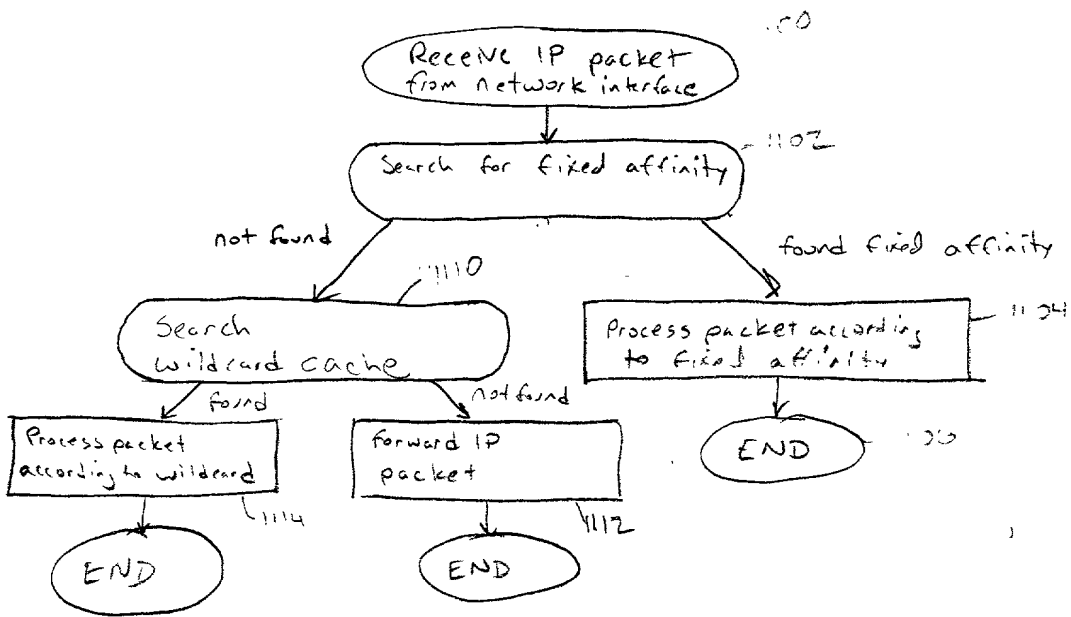 Receive IP packet
from network interface
Search for fixed affinity
1102
not found
found fixed affinity
1110
Search
wildcard cache
Process packet according
to fixed affinity
found
not found
Process packet
according to wildcard
forward IP
packet
END
1114
1112
END
END